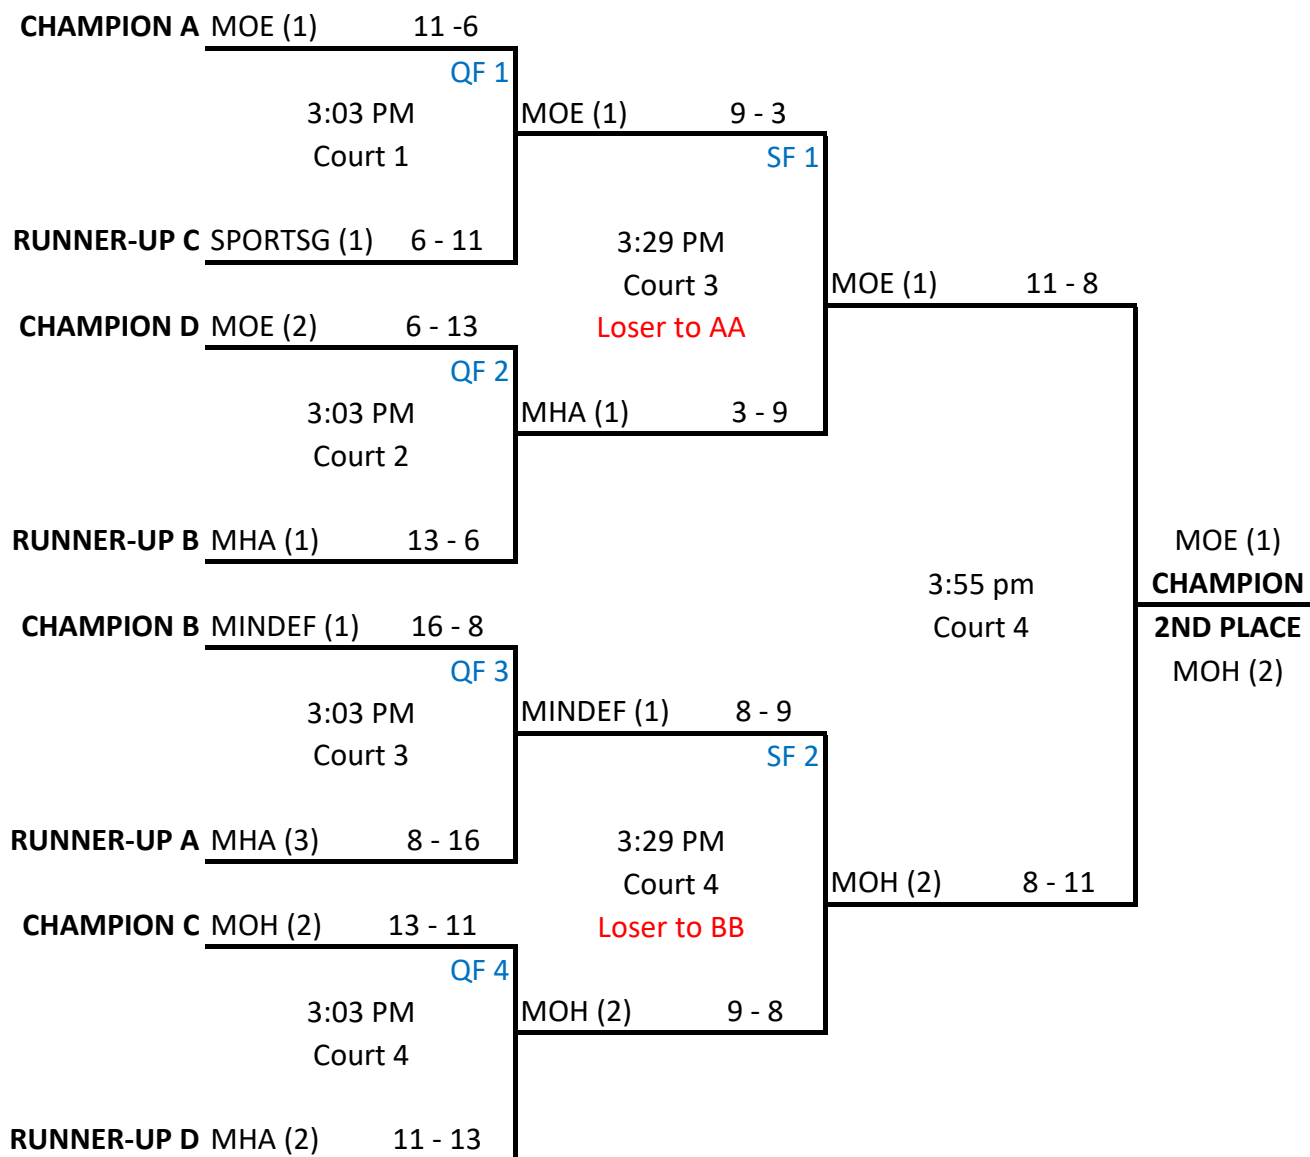 CHAMPION A MOE (1) 11 -6
QF 1
3:03 PM
Court 1
MOE (1) 9 - 3
SF 1
RUNNER-UP C SPORTSG (1) 6 - 11
3:29 PM
Court 3
Loser to AA
MOE (1) 11 - 8
CHAMPION D MOE (2) 6 - 13
QF 2
3:03 PM
Court 2
MHA (1) 3 - 9
RUNNER-UP B MHA (1) 13 - 6
3:55 pm
Court 4
MOE (1)
CHAMPION
2ND PLACE
MOH (2)
CHAMPION B MINDEF (1) 16 - 8
QF 3
3:03 PM
Court 3
MINDEF (1) 8 - 9
SF 2
RUNNER-UP A MHA (3) 8 - 16
3:29 PM
Court 4
Loser to BB
MOH (2) 8 - 11
CHAMPION C MOH (2) 13 - 11
QF 4
3:03 PM
Court 4
MOH (2) 9 - 8
RUNNER-UP D MHA (2) 11 - 13